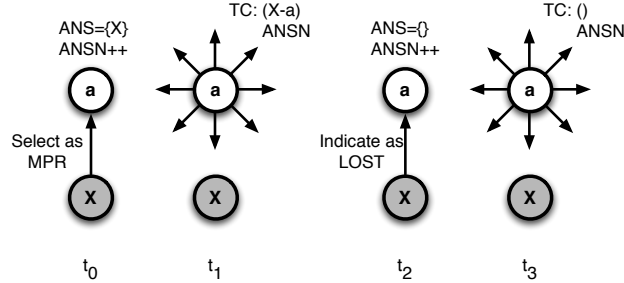 ANS={X}
ANSN++
TC: (X-a)
ANSN
ANS={}
ANSN++
TC: ()
ANSN
a
a
a
a
Select as
MPR
Indicate as
LOST
X
X
X
X
t0
t1
t2
t3